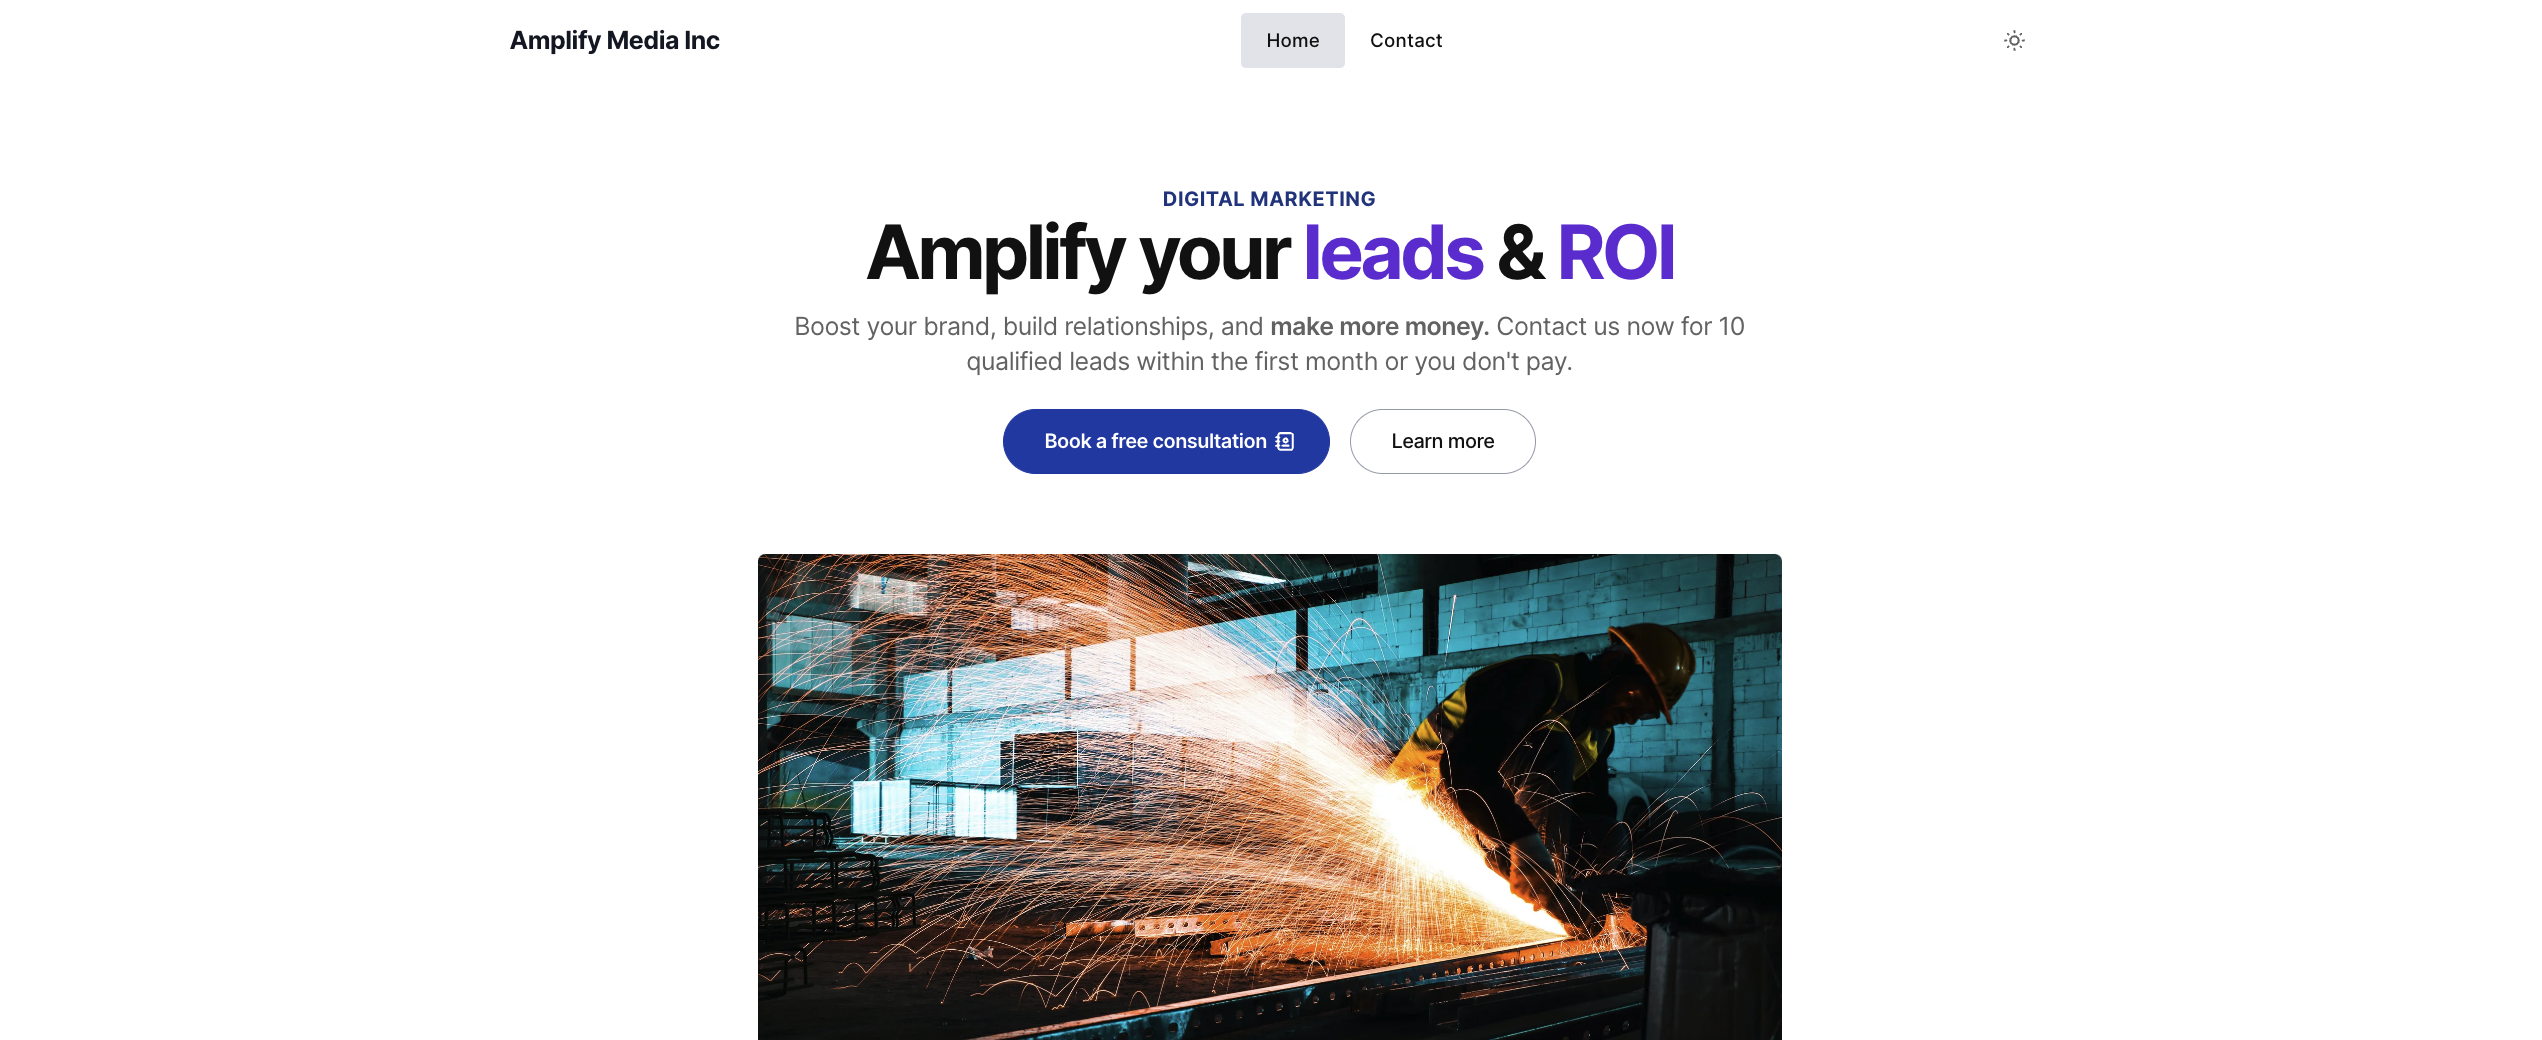 Amplify Media Inc
Home
Contact
DIGITAL MARKETING
Amplify your leads & ROI
Boost your brand, build relationships, and make more money. Contact us now for 10
qualified leads within the first month or you don't pay.
Book a free consultation
Learn more